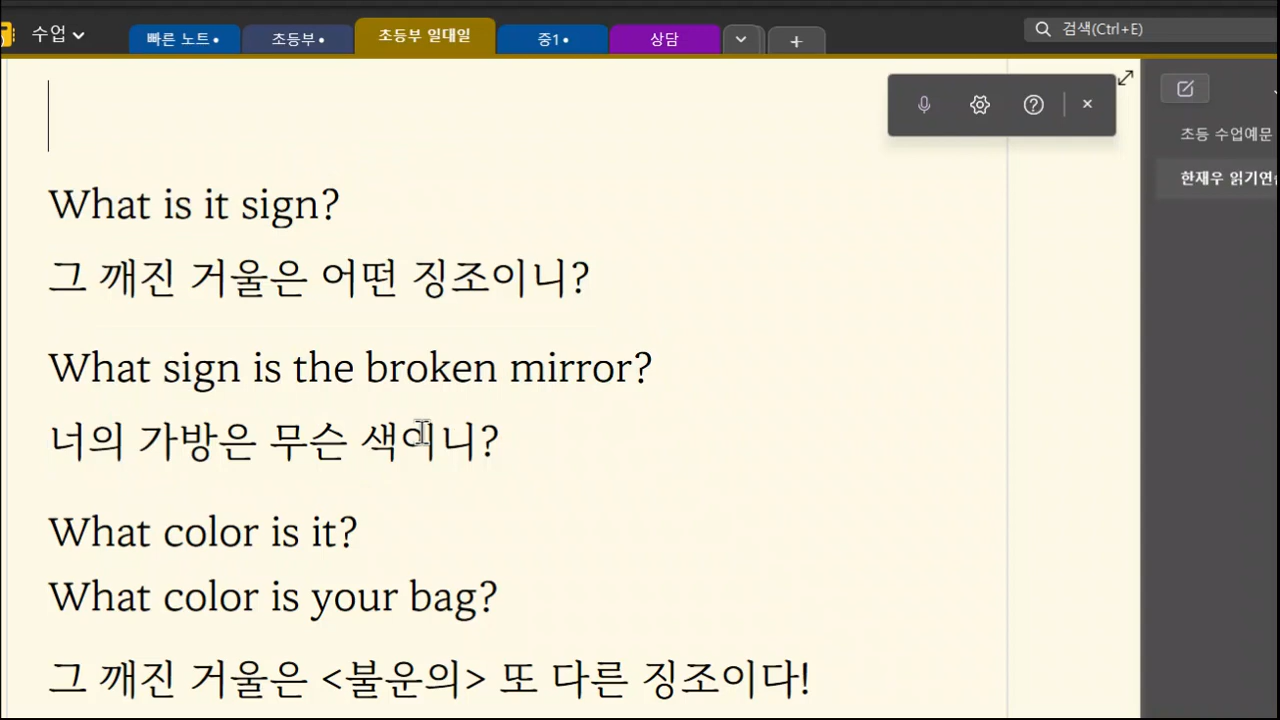 수업
빠른 노트•
초등부•
초등부 일대일
중1•
상담
검색(Ctrl+E)
초등 수업예문
한재우
What is it sign?
그 깨진 거울은 어떤 징조이니?
What sign is the broken mirror?
너의 가방은 무슨 색이니?
What color is it?
What color is your bag?
그 깨진 거울은 <불운의> 또 다른 징조이다!